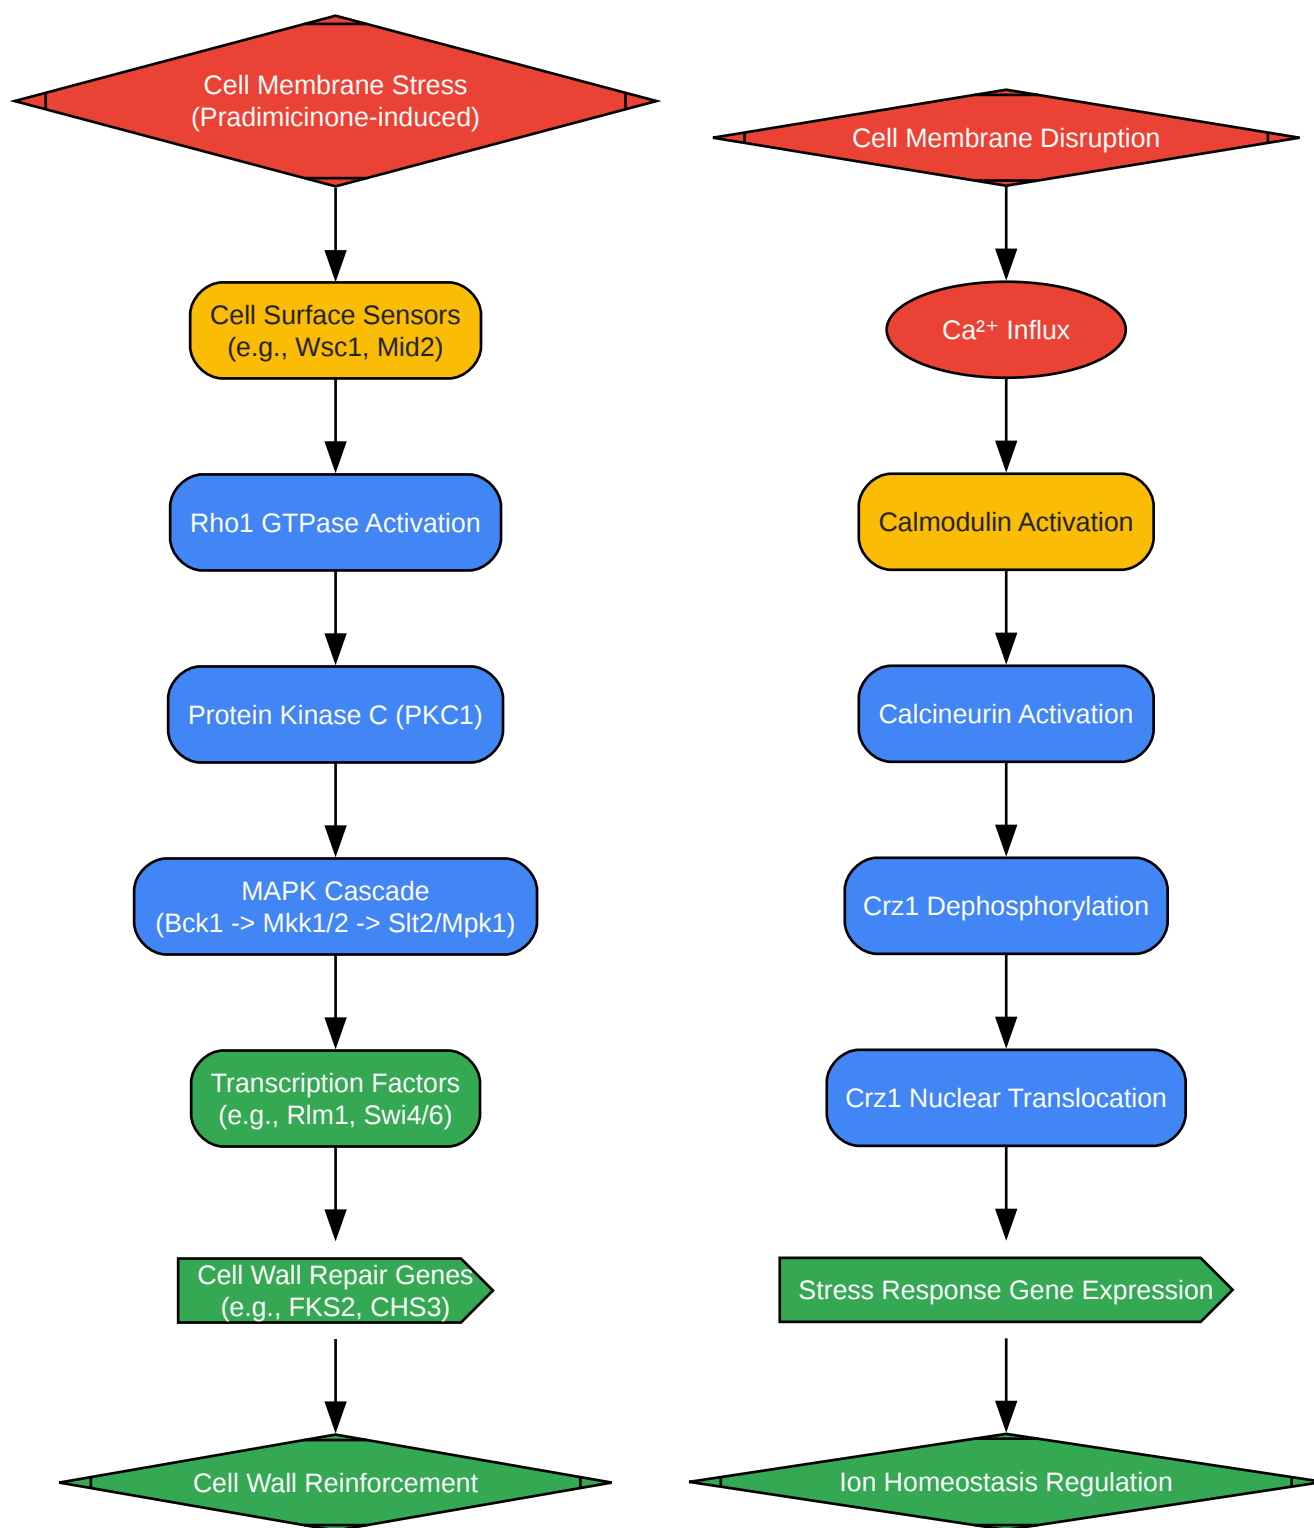 Cell Membrane Stress
(Pradimicinone-induced)
Cell Surface Sensors
(e.g., Wsc1, Mid2)
Rho1 GTPase Activation
Protein Kinase C (PKC1)
MAPK Cascade
(Bck1 -> Mkk1/2 -> Slt2/Mpk1)
Transcription Factors
(e.g., Rlm1, Swi4/6)
Cell Wall Repair Genes
(e.g., FKS2, CHS3)
Cell Wall Reinforcement
Cell Membrane Disruption
Ca²⁺ Influx
Calmodulin Activation
Calcineurin Activation
Crz1 Dephosphorylation
Crz1 Nuclear Translocation
Stress Response Gene Expression
Ion Homeostasis Regulation